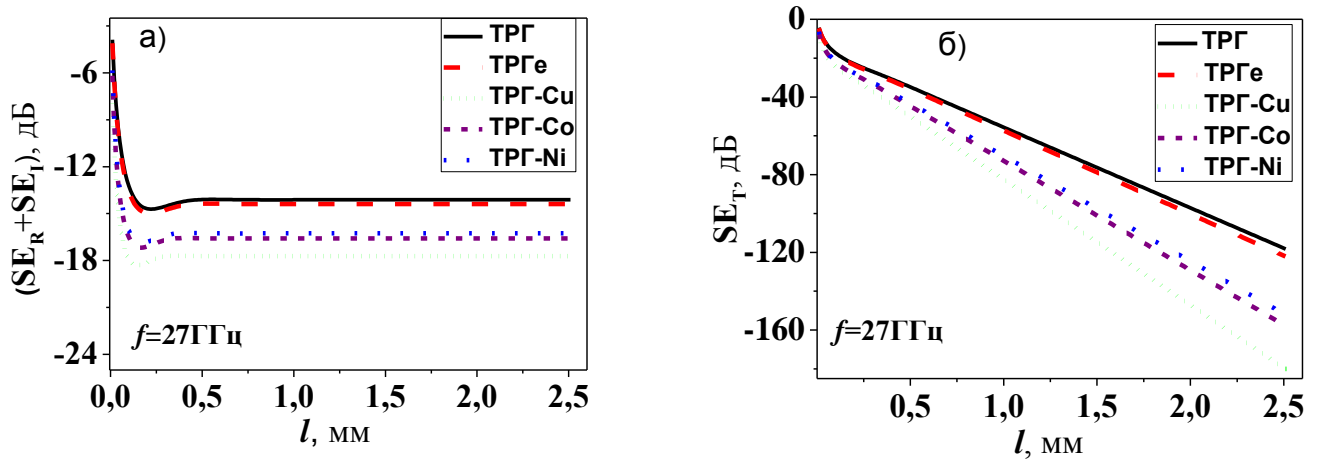 а)
ТРГ
ТРГе
ТРГ-Cu
ТРГ-Co
ТРГ-Ni
-6
-12
-18
-24
(SE_R+SE_I), дБ
f=27ГГц
0,0 0,5 1,0 1,5 2,0 2,5
l, мм
б)
ТРГ
ТРГе
ТРГ-Cu
ТРГ-Co
ТРГ-Ni
0
-40
-80
-120
-160
SE_T, дБ
f=27ГГц
0,5 1,0 1,5 2,0 2,5
l, мм